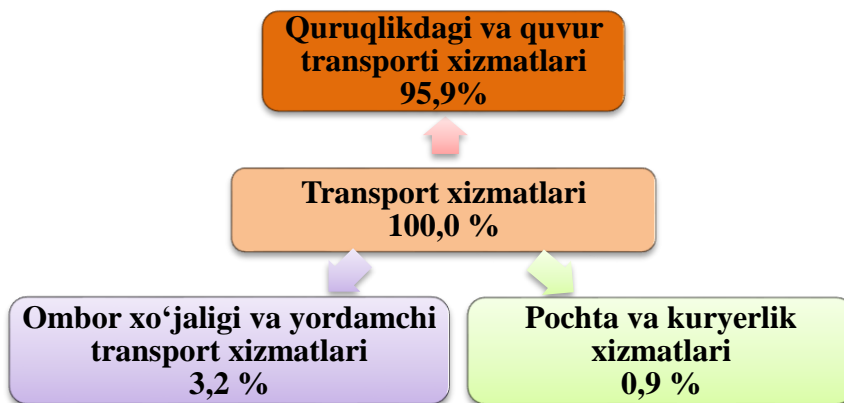 Quruqlikdagi va quvur
transporti xizmatlari
95,9%
Transport xizmatlari
100,0 %
Ombor xo‘jaligi va yordamchi
transport xizmatlari
3,2 %
Pochta va kuryerlik
xizmatlari
0,9 %